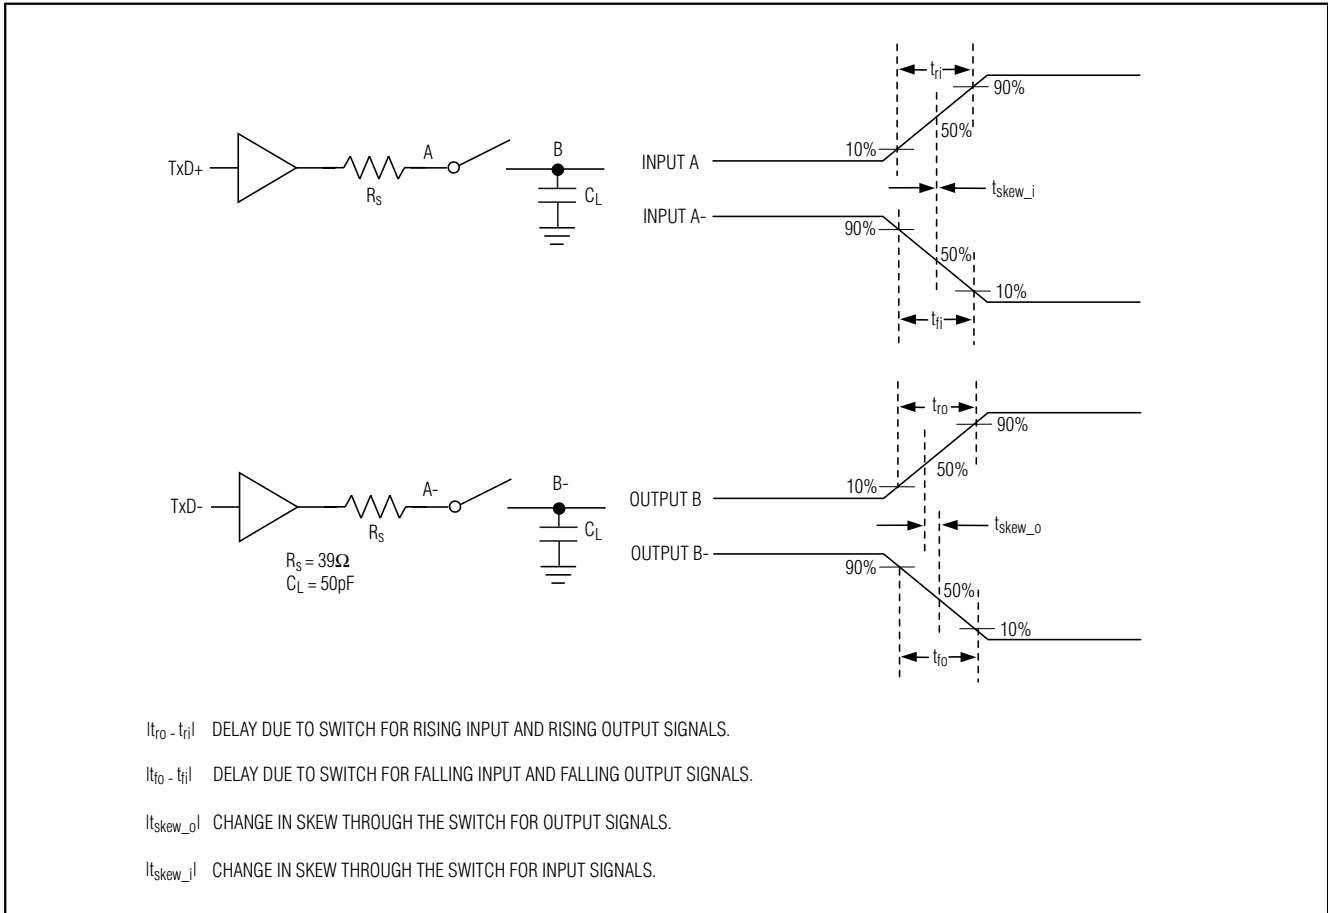 t_ri
90%
50%
10%
TxD+
A
B
R_S
C_L
INPUT A
t_skew_i
INPUT A-
90%
50%
10%
t_fi
t_ro
90%
50%
10%
TxD-
A-
B-
R_S
C_L
OUTPUT B
t_skew_o
OUTPUT B-
R_S = 39Ω
C_L = 50pF
90%
50%
10%
t_fo
|t_ro - t_ri| DELAY DUE TO SWITCH FOR RISING INPUT AND RISING OUTPUT SIGNALS.
|t_fo - t_fi| DELAY DUE TO SWITCH FOR FALLING INPUT AND FALLING OUTPUT SIGNALS.
|t_skew_o| CHANGE IN SKEW THROUGH THE SWITCH FOR OUTPUT SIGNALS.
|t_skew_i| CHANGE IN SKEW THROUGH THE SWITCH FOR INPUT SIGNALS.